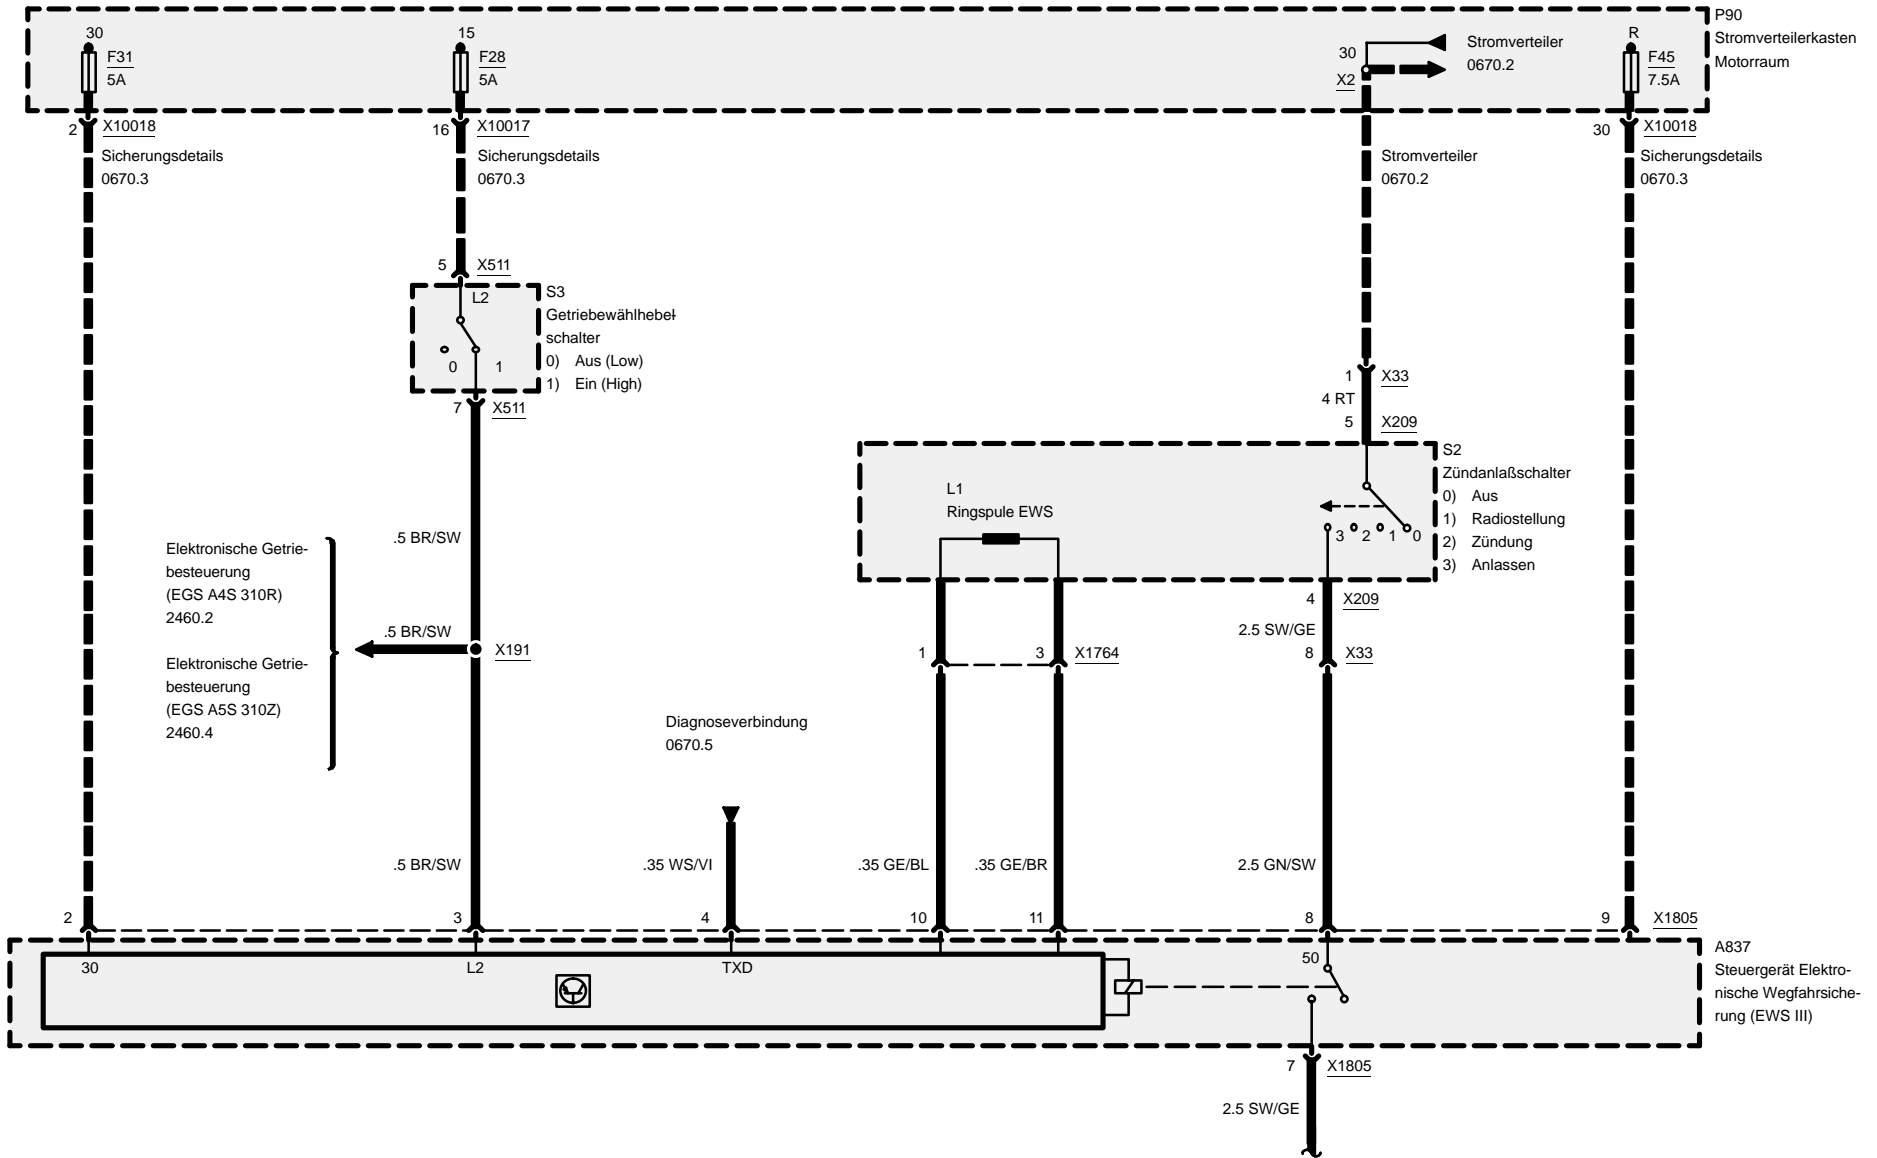 P90
Stromverteilerkasten
Motorraum
30
F31
5A
15
F28
5A
30
X2
Stromverteiler
0670.2
R
F45
7.5A
2
X10018
Sicherungsdetails
0670.3
16
X10017
Sicherungsdetails
0670.3
Stromverteiler
0670.2
30
X10018
Sicherungsdetails
0670.3
5
X511
L2
0
1
S3
Getriebewählhebel-
schalter
0) Aus (Low)
1) Ein (High)
7
X511
1
X33
4 RT
5
X209
L1
Ringspule EWS
3
2
1
0
S2
Zündanlaßschalter
0) Aus
1) Radiostellung
2) Zündung
3) Anlassen
.5 BR/SW
Elektronische Getrie-
besteuerung
(EGS A4S 310R)
2460.2
Elektronische Getrie-
besteuerung
(EGS A5S 310Z)
2460.4
.5 BR/SW
X191
1
3
X1764
4
X209
2.5 SW/GE
8
X33
Diagnoseverbindung
0670.5
.5 BR/SW
.35 WS/VI
.35 GE/BL
.35 GE/BR
2.5 GN/SW
2
3
4
10
11
8
9
X1805
30
L2
TXD
50
A837
Steuergerät Elektro-
nische Wegfahrsiche-
rung (EWS III)
7
X1805
2.5 SW/GE